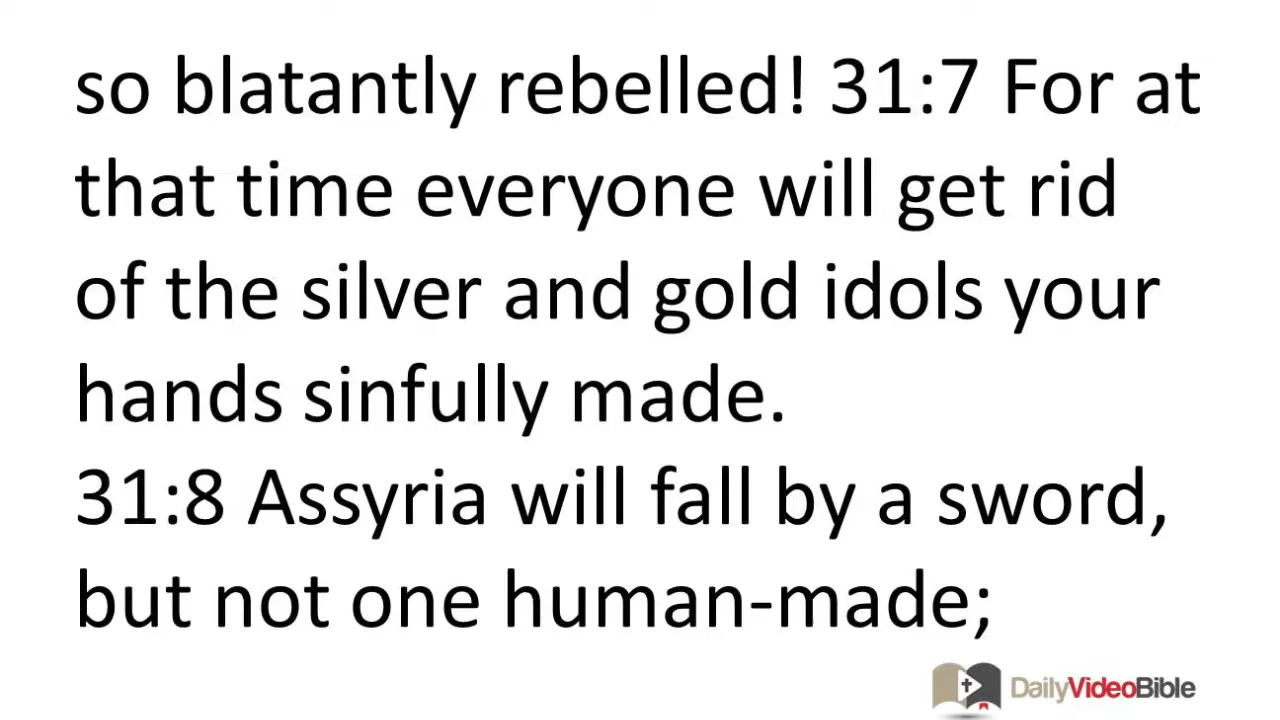 so blatantly rebelled! 31:7 For at
that time everyone will get rid
of the silver and gold idols your
hands sinfully made.
31:8 Assyria will fall by a sword,
but not one human-made;
DailyVideoBible